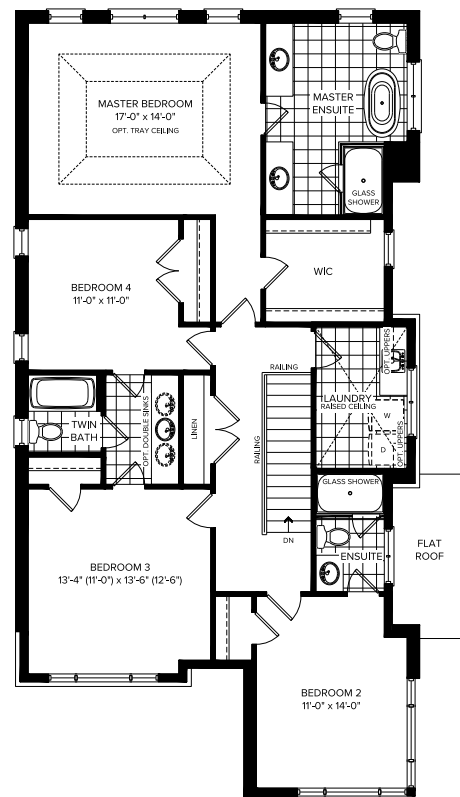 MASTER BEDROOM
17'-0" x 14'-0"
OPT. TRAY CEILING
MASTER
ENSUITE
GLASS
SHOWER
W|C
BEDROOM 4
11'-0" x 11'-0"
RAILING
OPT. UPPERS
LAUNDRY
RAISED CEILING
W
D
OPT. UPPERS
TWIN
BATH
OPT. DOUBLE SINKS
LINEN
RAILING
DN
GLASS SHOWER
ENSUITE
FLAT
ROOF
BEDROOM 3
13'-4" (11'-0") x 13'-6" (12'-6")
BEDROOM 2
11'-0" x 14'-0"